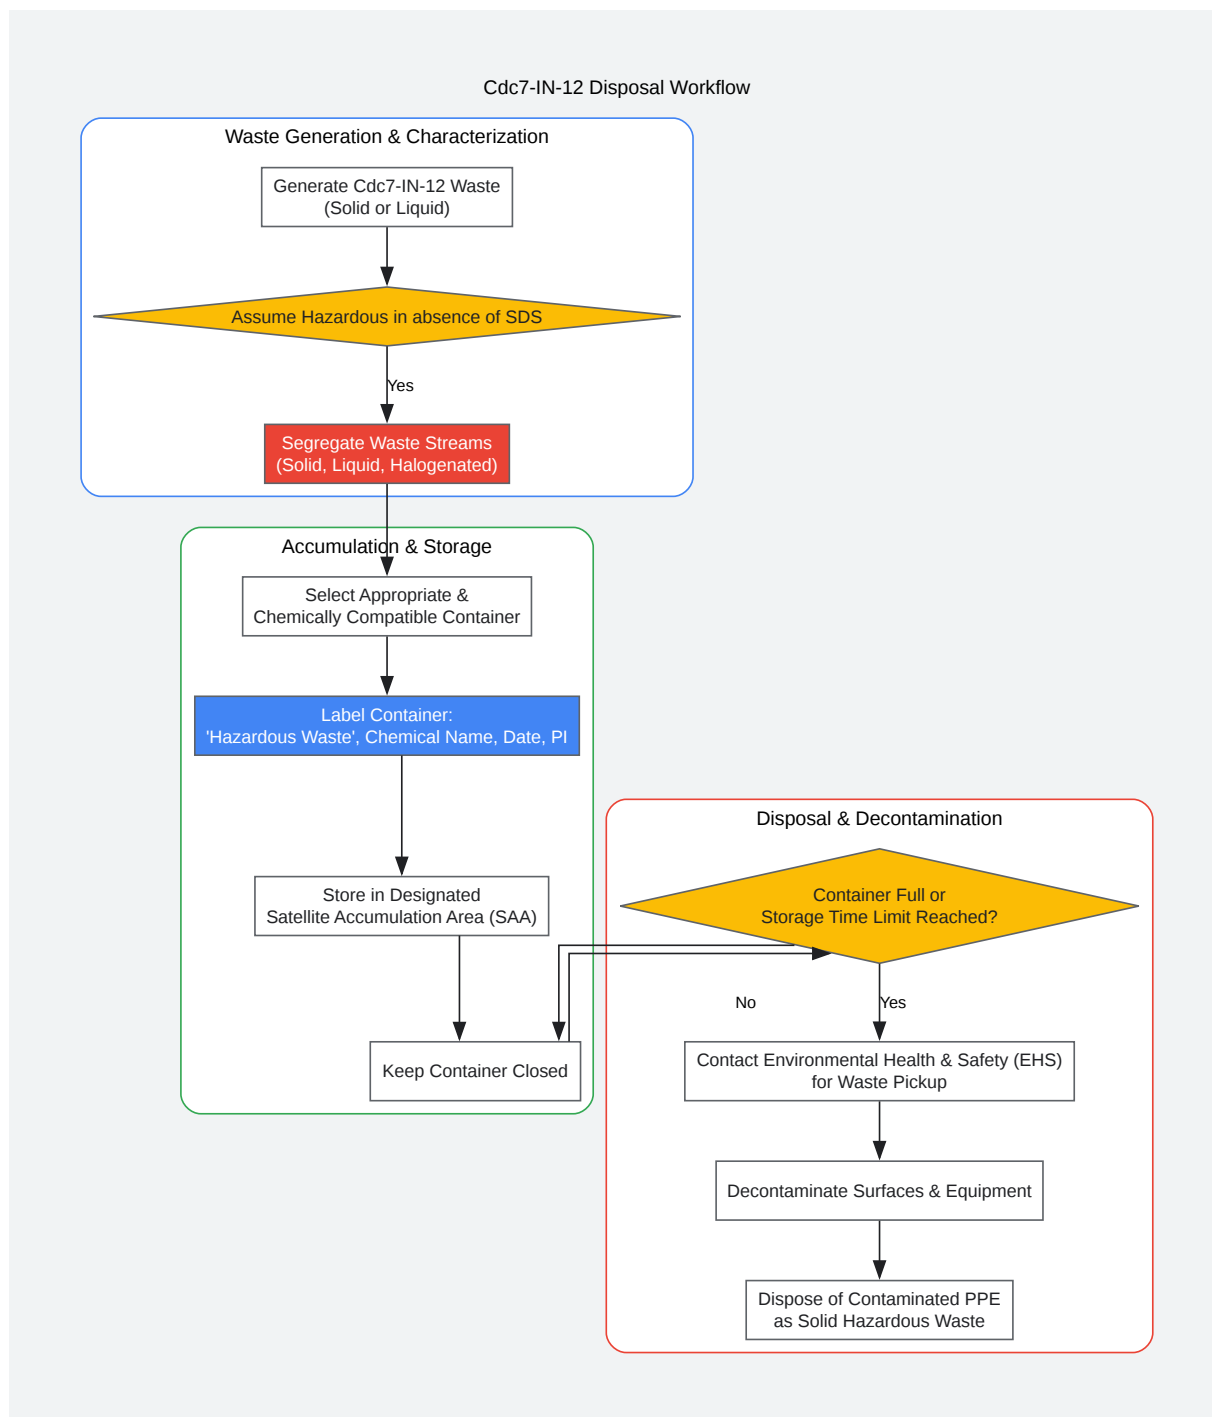 Cdc7-IN-12 Disposal Workflow
Waste Generation & Characterization
Generate Cdc7-IN-12 Waste
(Solid or Liquid)
Assume Hazardous in absence of SDS
Yes
Segregate Waste Streams
(Solid, Liquid, Halogenated)
Accumulation & Storage
Select Appropriate &
Chemically Compatible Container
Label Container:
'Hazardous Waste', Chemical Name, Date, PI
Store in Designated
Satellite Accumulation Area (SAA)
Keep Container Closed
Disposal & Decontamination
Container Full or
Storage Time Limit Reached?
No
Yes
Contact Environmental Health & Safety (EHS)
for Waste Pickup
Decontaminate Surfaces & Equipment
Dispose of Contaminated PPE
as Solid Hazardous Waste